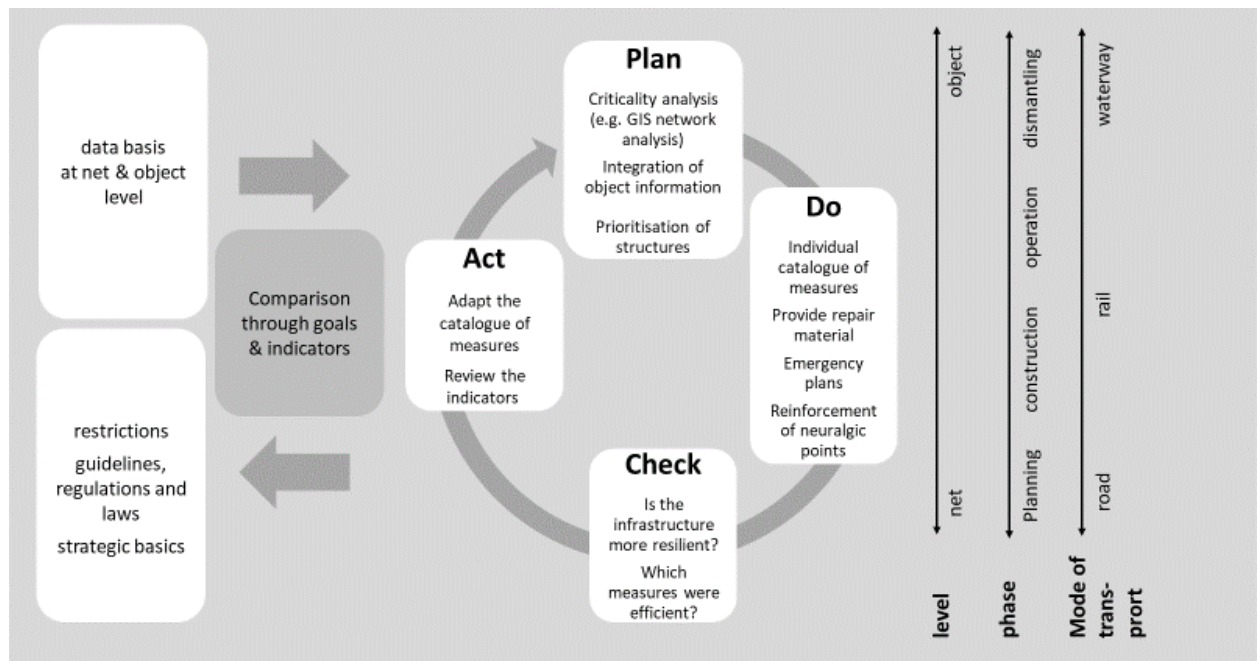 data basis
at net & object
level
restrictions
guidelines,
regulations and
laws
strategic basics
Comparison
through goals
& indicators
Plan
Criticality analysis
(e.g. GIS network
analysis)
Integration of
object information
Prioritisation of
structures
Do
Individual
catalogue of
measures
Provide repair
material
Emergency
plans
Reinforcement
of neuralgic
points
Check
Is the
infrastructure
more resilient?
Which
measures were
efficient?
Act
Adapt the
catalogue of
measures
Review the
indicators
object
net
level
dismantling
operation
construction
Planning
phase
waterway
rail
road
Mode of
trans-
prort